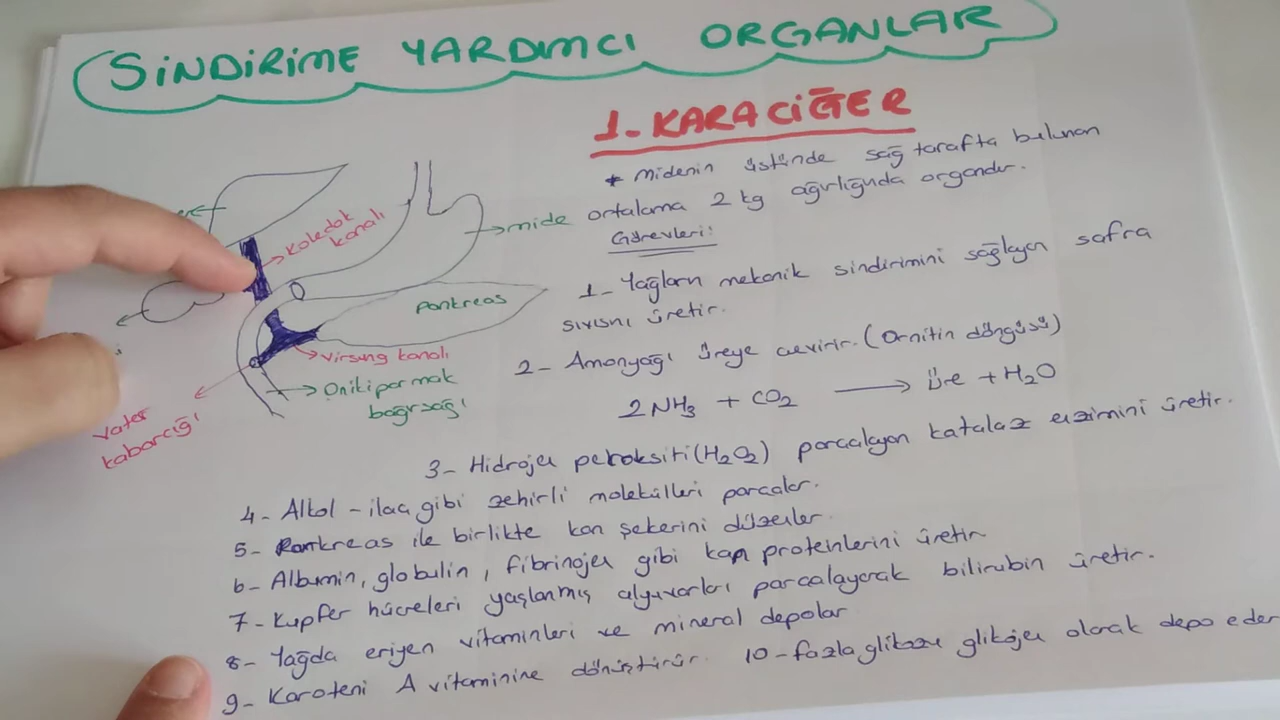 SİNDİRİME YARDIMCI ORGANLAR
1- KARACİĞER
* midenin üstünde sağ tarafta bulunan
ortalama 2 kg ağırlığında organdır.
Görevleri:
1- Yağların mekanik sindirimini sağlayan safra
sıvısını üretir.
2- Amonyağı üreye çevirir. (Ornitin döngüsü)
2NH₃ + CO₂ → üre + H₂O
3- Hidrojen peroksiti (H₂O₂) parçalayan katalaz enzimini üretir.
4- Alkol - ilaç gibi zehirli molekülleri parçalar.
5- Pankreas ile birlikte kan şekerini düzenler
6- Albumin, globulin, fibrinojen gibi kan proteinlerini üretir
7- Kupfer hücreleri yaşlanmış alyuvarları parçalayarak bilirubin üretir.
8- Yağda eriyen vitaminleri ve mineral depolar
9- Karoteni A vitaminine dönüştürür. 10- fazla glikozu glikojen olarak depo eder
Koledok
kanalı
mide
Pankreas
Virsung kanalı
Onikiparmak
bağırsağı
Vater
kabarcığı